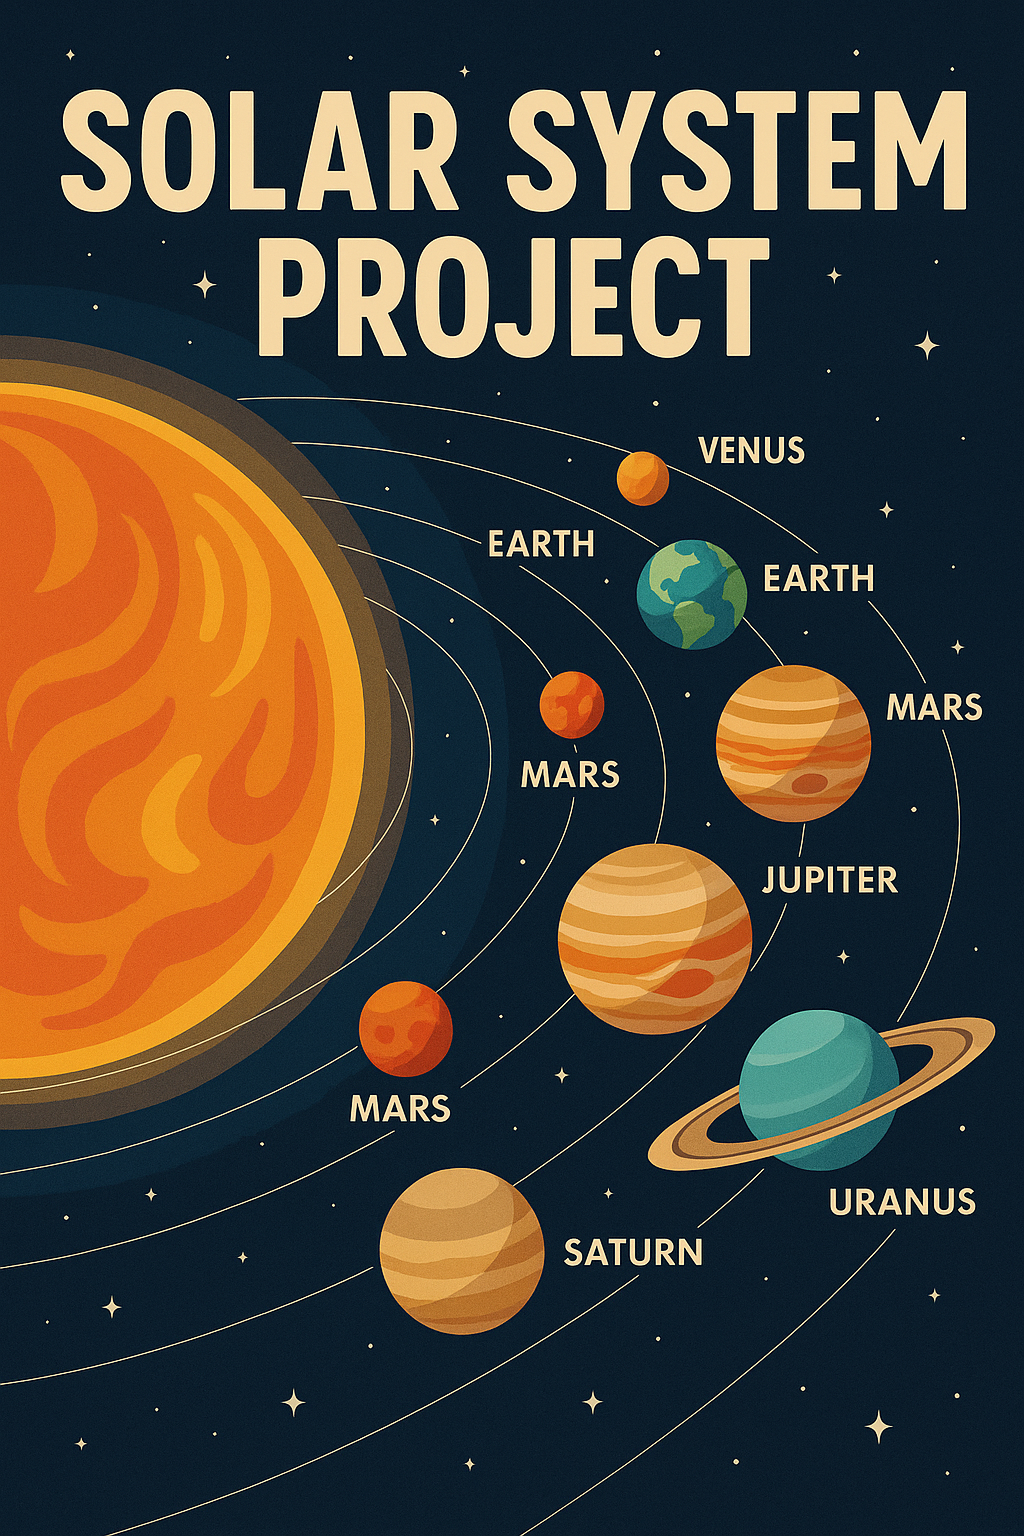 SOLAR SYSTEM
PROJECT
VENUS
EARTH
EARTH
MARS
MARS
JUPITER
MARS
URANUS
SATURN